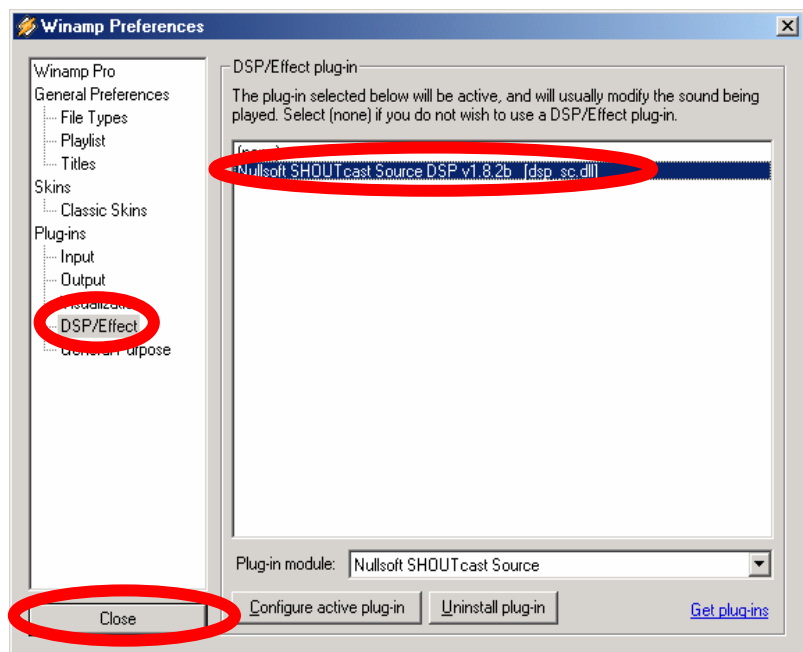 Winamp Preferences
Winamp Pro
General Preferences
File Types
Playlist
Titles
Skins
Classic Skins
Plug-ins
Input
Output
Visualization
DSP/Effect
General Purpose
Close
DSP/Effect plug-in
The plug-in selected below will be active, and will usually modify the sound being
played. Select (none) if you do not wish to use a DSP/Effect plug-in.
(none)
Nullsoft SHOUTcast Source DSP v1.8.2b [dsp_sc.dll]
Plug-in module: Nullsoft SHOUTcast Source
Configure active plug-in Uninstall plug-in Get plug-ins